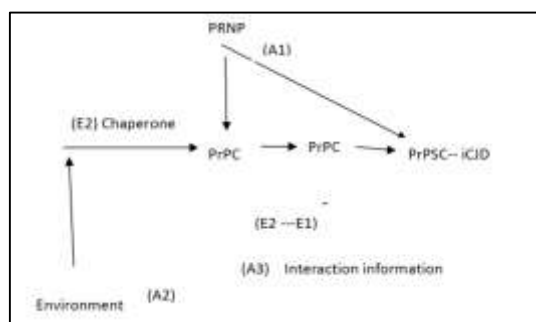 PRNP
(A1)
(E2) Chaperone
PrPC
PrPC
PrPSC-- iCJD
(E2 ---E1)
(A3) Interaction information
Environment (A2)